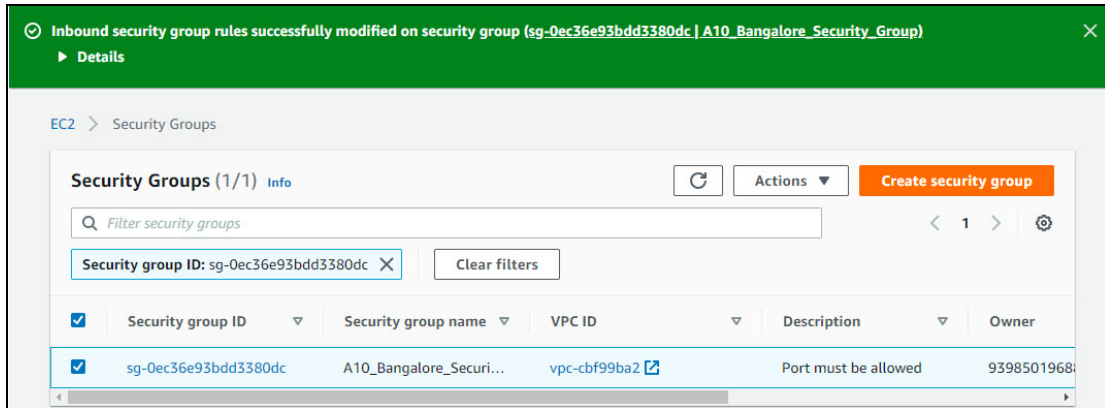 Inbound security group rules successfully modified on security group (sg-0ec36e93bdd3380dc | A10_Bangalore_Security_Group)
Details
EC2 > Security Groups
Security Groups (1/1) Info
Actions
Create security group
Filter security groups
1
Security group ID: sg-0ec36e93bdd3380dc
Clear filters
Security group ID Security group name VPC ID Description Owner
sg-0ec36e93bdd3380dc A10_Bangalore_Securi... vpc-cbf99ba2 Port must be allowed